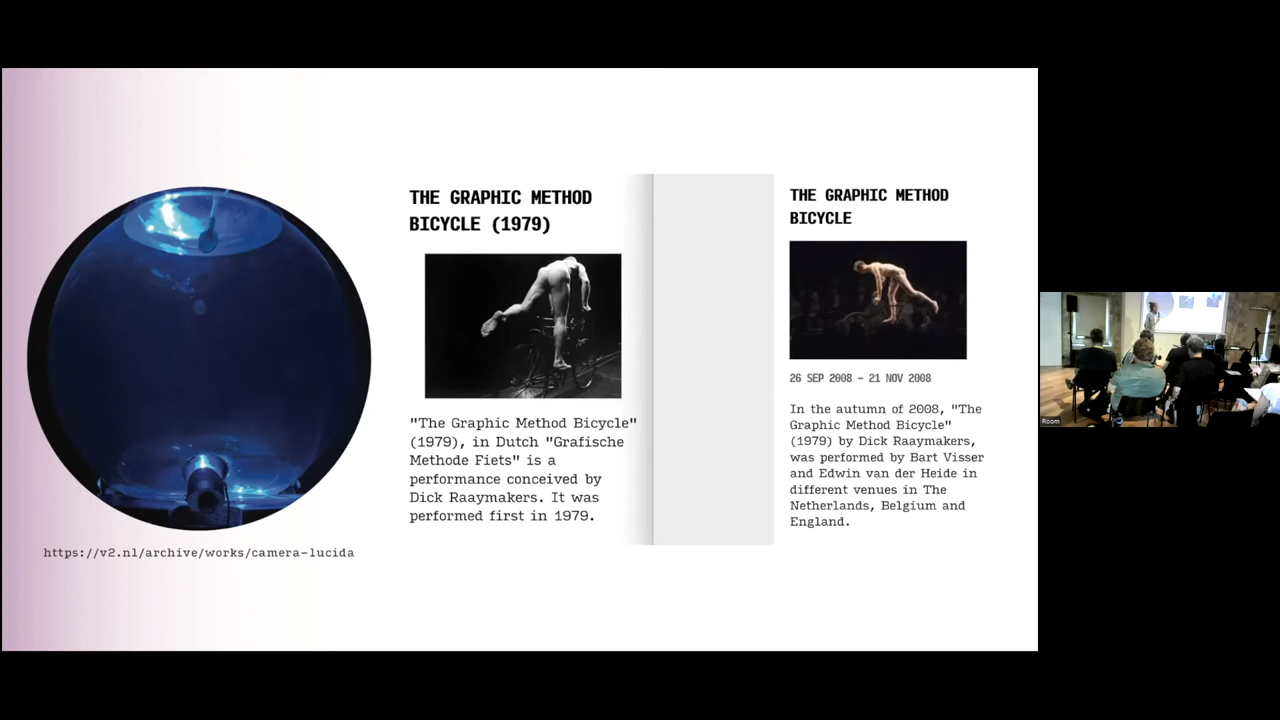 THE GRAPHIC METHOD
BICYCLE (1979)
"The Graphic Method Bicycle"
(1979), in Dutch "Grafische
Methode Fiets" is a
performance conceived by
Dick Raaymakers. It was
performed first in 1979.
THE GRAPHIC METHOD
BICYCLE
26 SEP 2008 – 21 NOV 2008
In the autumn of 2008, "The
Graphic Method Bicycle"
(1979) by Dick Raaymakers,
was performed by Bart Visser
and Edwin van der Heide in
different venues in The
Netherlands, Belgium and
England.
https://v2.nl/archive/works/camera-lucida
Room